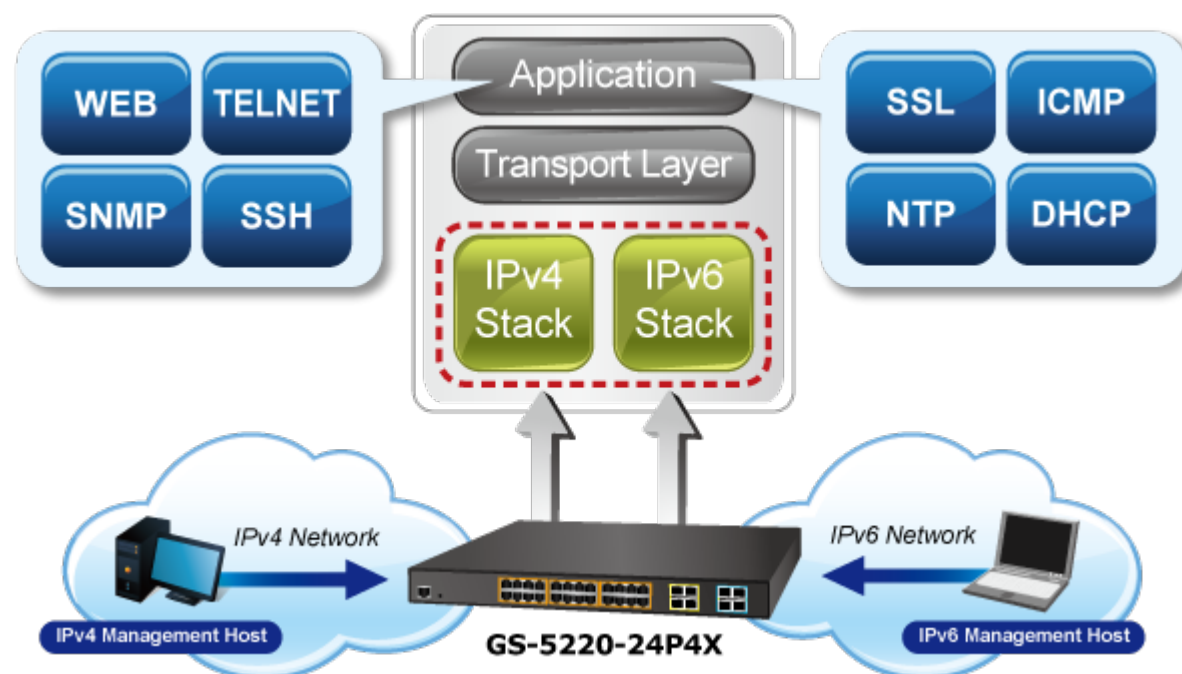 WEB
TELNET
SNMP
SSH
Application
Transport Layer
IPv4
Stack
IPv6
Stack
SSL
ICMP
NTP
DHCP
IPv4 Network
IPv4 Management Host
IPv6 Network
IPv6 Management Host
GS-5220-24P4X